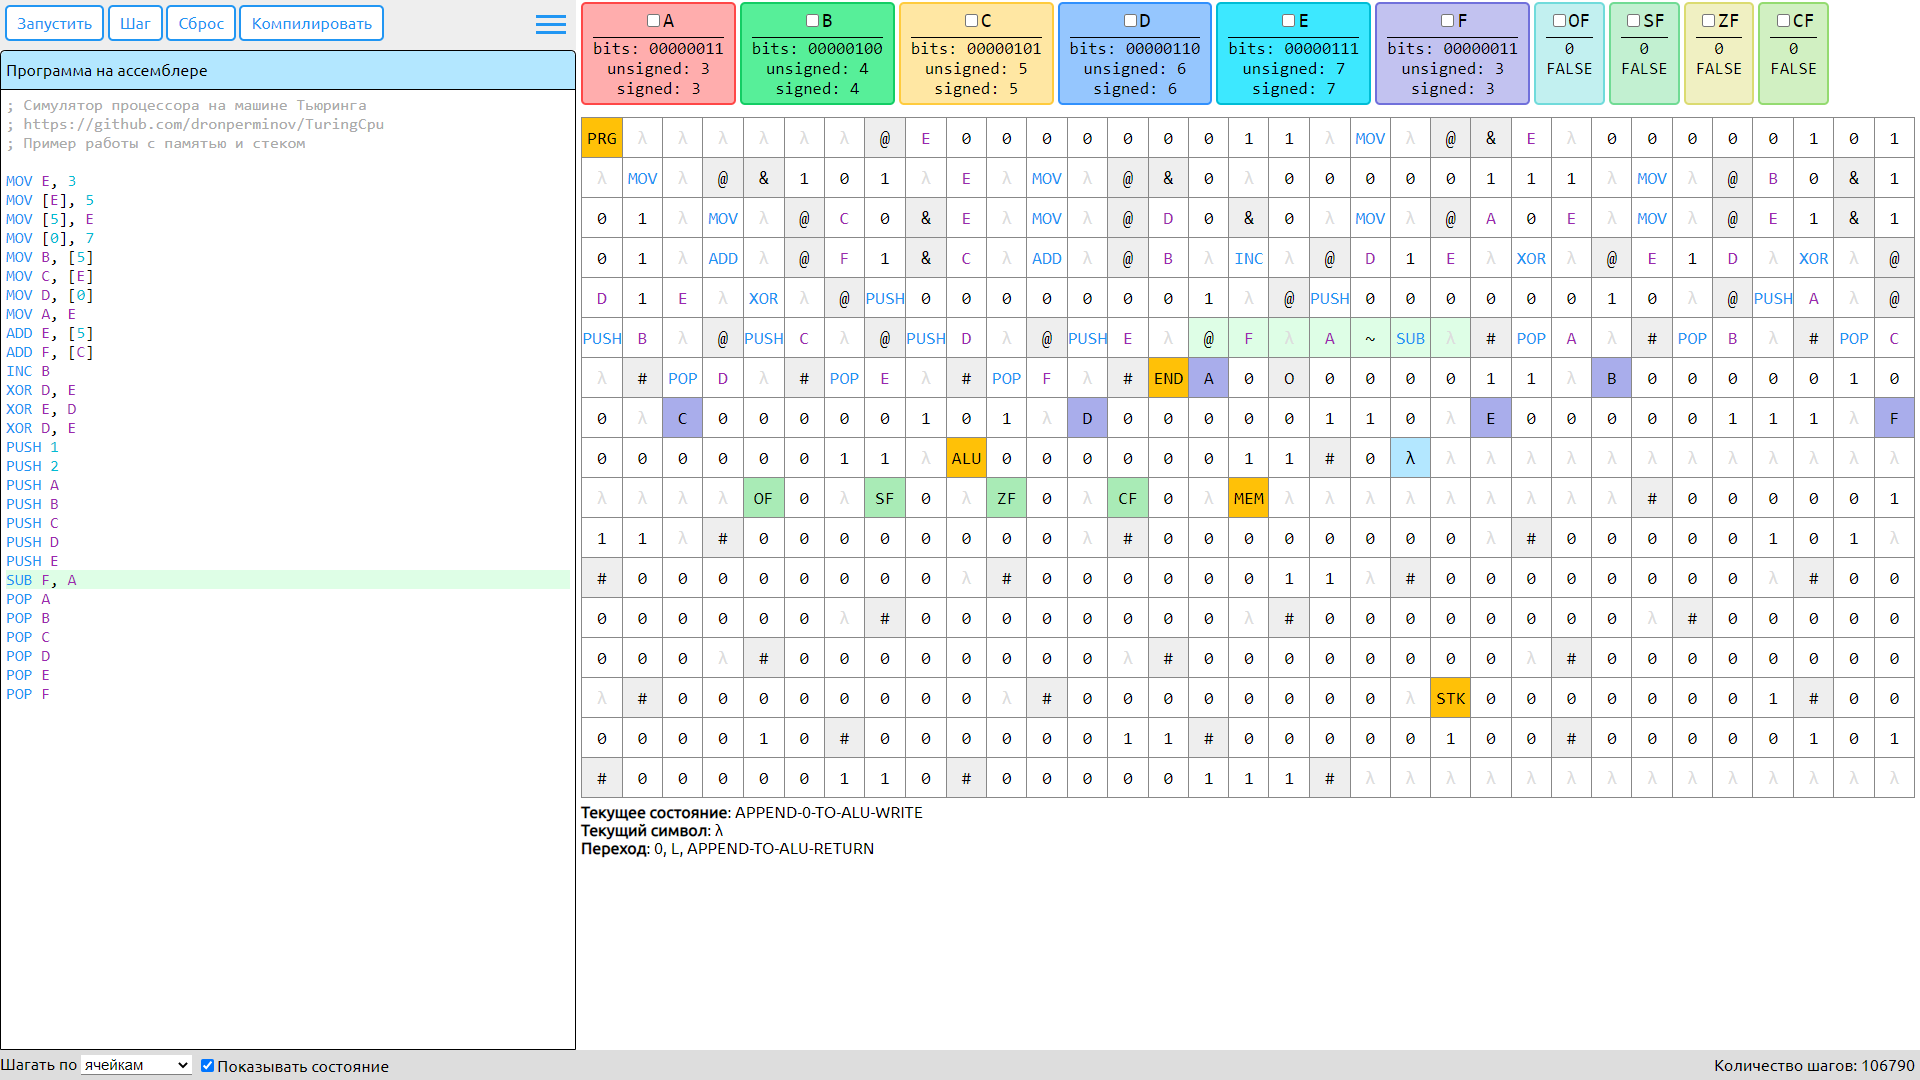 Запустить Шаг Сброс Компилировать
Программа на ассемблере
; Симулятор процессора на машине Тьюринга
; https://github.com/dronperminov/TuringCpu
; Пример работы с памятью и стеком
MOV E, 3
MOV [E], 5
MOV [5], E
MOV [0], 7
MOV B, [5]
MOV C, [E]
MOV D, [0]
MOV A, E
ADD E, [5]
ADD F, [C]
INC B
XOR D, E
XOR E, D
XOR D, E
PUSH 1
PUSH 2
PUSH A
PUSH B
PUSH C
PUSH D
PUSH E
SUB F, A
POP A
POP B
POP C
POP D
POP E
POP F
A B C D E F OF SF ZF CF
bits: 00000011 bits: 00000100 bits: 00000101 bits: 00000110 bits: 00000111 bits: 00000011 0 0 0 0
unsigned: 3 unsigned: 4 unsigned: 5 unsigned: 6 unsigned: 7 unsigned: 3 FALSE FALSE FALSE FALSE
signed: 3 signed: 4 signed: 5 signed: 6 signed: 7 signed: 3
PRG λ λ λ λ λ λ @ E 0 0 0 0 0 0 1 1 λ MOV λ @ & E λ 0 0 0 0 0 1 0 1
λ MOV λ @ & 1 0 1 λ E λ MOV λ @ & 0 λ 0 0 0 0 0 1 1 1 λ MOV λ @ B 0 & 1
0 1 λ MOV λ @ C 0 & E λ MOV λ @ D 0 & 0 λ MOV λ @ A 0 E λ MOV λ @ E 1 & 1
0 1 λ ADD λ @ F 1 & C λ ADD λ @ B λ INC λ @ D 1 E λ XOR λ @ E 1 D λ XOR λ @
D 1 E λ XOR λ @ PUSH 0 0 0 0 0 0 0 1 λ @ PUSH 0 0 0 0 0 0 1 0 λ @ PUSH A λ @
PUSH B λ @ PUSH C λ @ PUSH D λ @ PUSH E λ @ F λ A ~ SUB λ # POP A λ # POP B λ # POP C
λ # POP D λ # POP E λ # POP F λ # END A 0 O 0 0 0 0 1 1 λ B 0 0 0 0 0 1 0
0 λ C 0 0 0 0 0 1 0 1 λ D 0 0 0 0 0 1 1 0 λ E 0 0 0 0 0 1 1 1 λ F
0 0 0 0 0 0 1 1 λ ALU 0 0 0 0 0 0 1 1 # 0 λ λ λ λ λ λ λ λ λ λ λ λ λ
λ λ λ λ OF 0 λ SF 0 λ ZF 0 λ CF 0 λ MEM λ λ λ λ λ λ λ λ λ # 0 0 0 0 0 1
1 1 λ # 0 0 0 0 0 0 0 0 λ # 0 0 0 0 0 0 0 0 λ # 0 0 0 0 0 1 0 1 λ
# 0 0 0 0 0 0 0 0 λ # 0 0 0 0 0 0 1 1 λ # 0 0 0 0 0 0 0 0 λ # 0 0
0 0 0 0 0 0 λ # 0 0 0 0 0 0 0 0 λ # 0 0 0 0 0 0 0 0 λ # 0 0 0 0 0
0 0 0 λ # 0 0 0 0 0 0 0 0 λ # 0 0 0 0 0 0 0 0 λ # 0 0 0 0 0 0 0 0
λ # 0 0 0 0 0 0 0 0 λ # 0 0 0 0 0 0 0 0 λ STK 0 0 0 0 0 0 0 1 # 0 0
0 0 0 0 1 0 # 0 0 0 0 0 0 1 1 # 0 0 0 0 0 1 0 0 # 0 0 0 0 0 1 0 1
# 0 0 0 0 0 1 1 0 # 0 0 0 0 0 1 1 1 # λ λ λ λ λ λ λ λ λ λ λ λ λ λ
Текущее состояние: APPEND-0-TO-ALU-WRITE
Текущий символ: λ
Переход: 0, L, APPEND-TO-ALU-RETURN
Шагать по ячейкам Показывать состояние Количество шагов: 106790